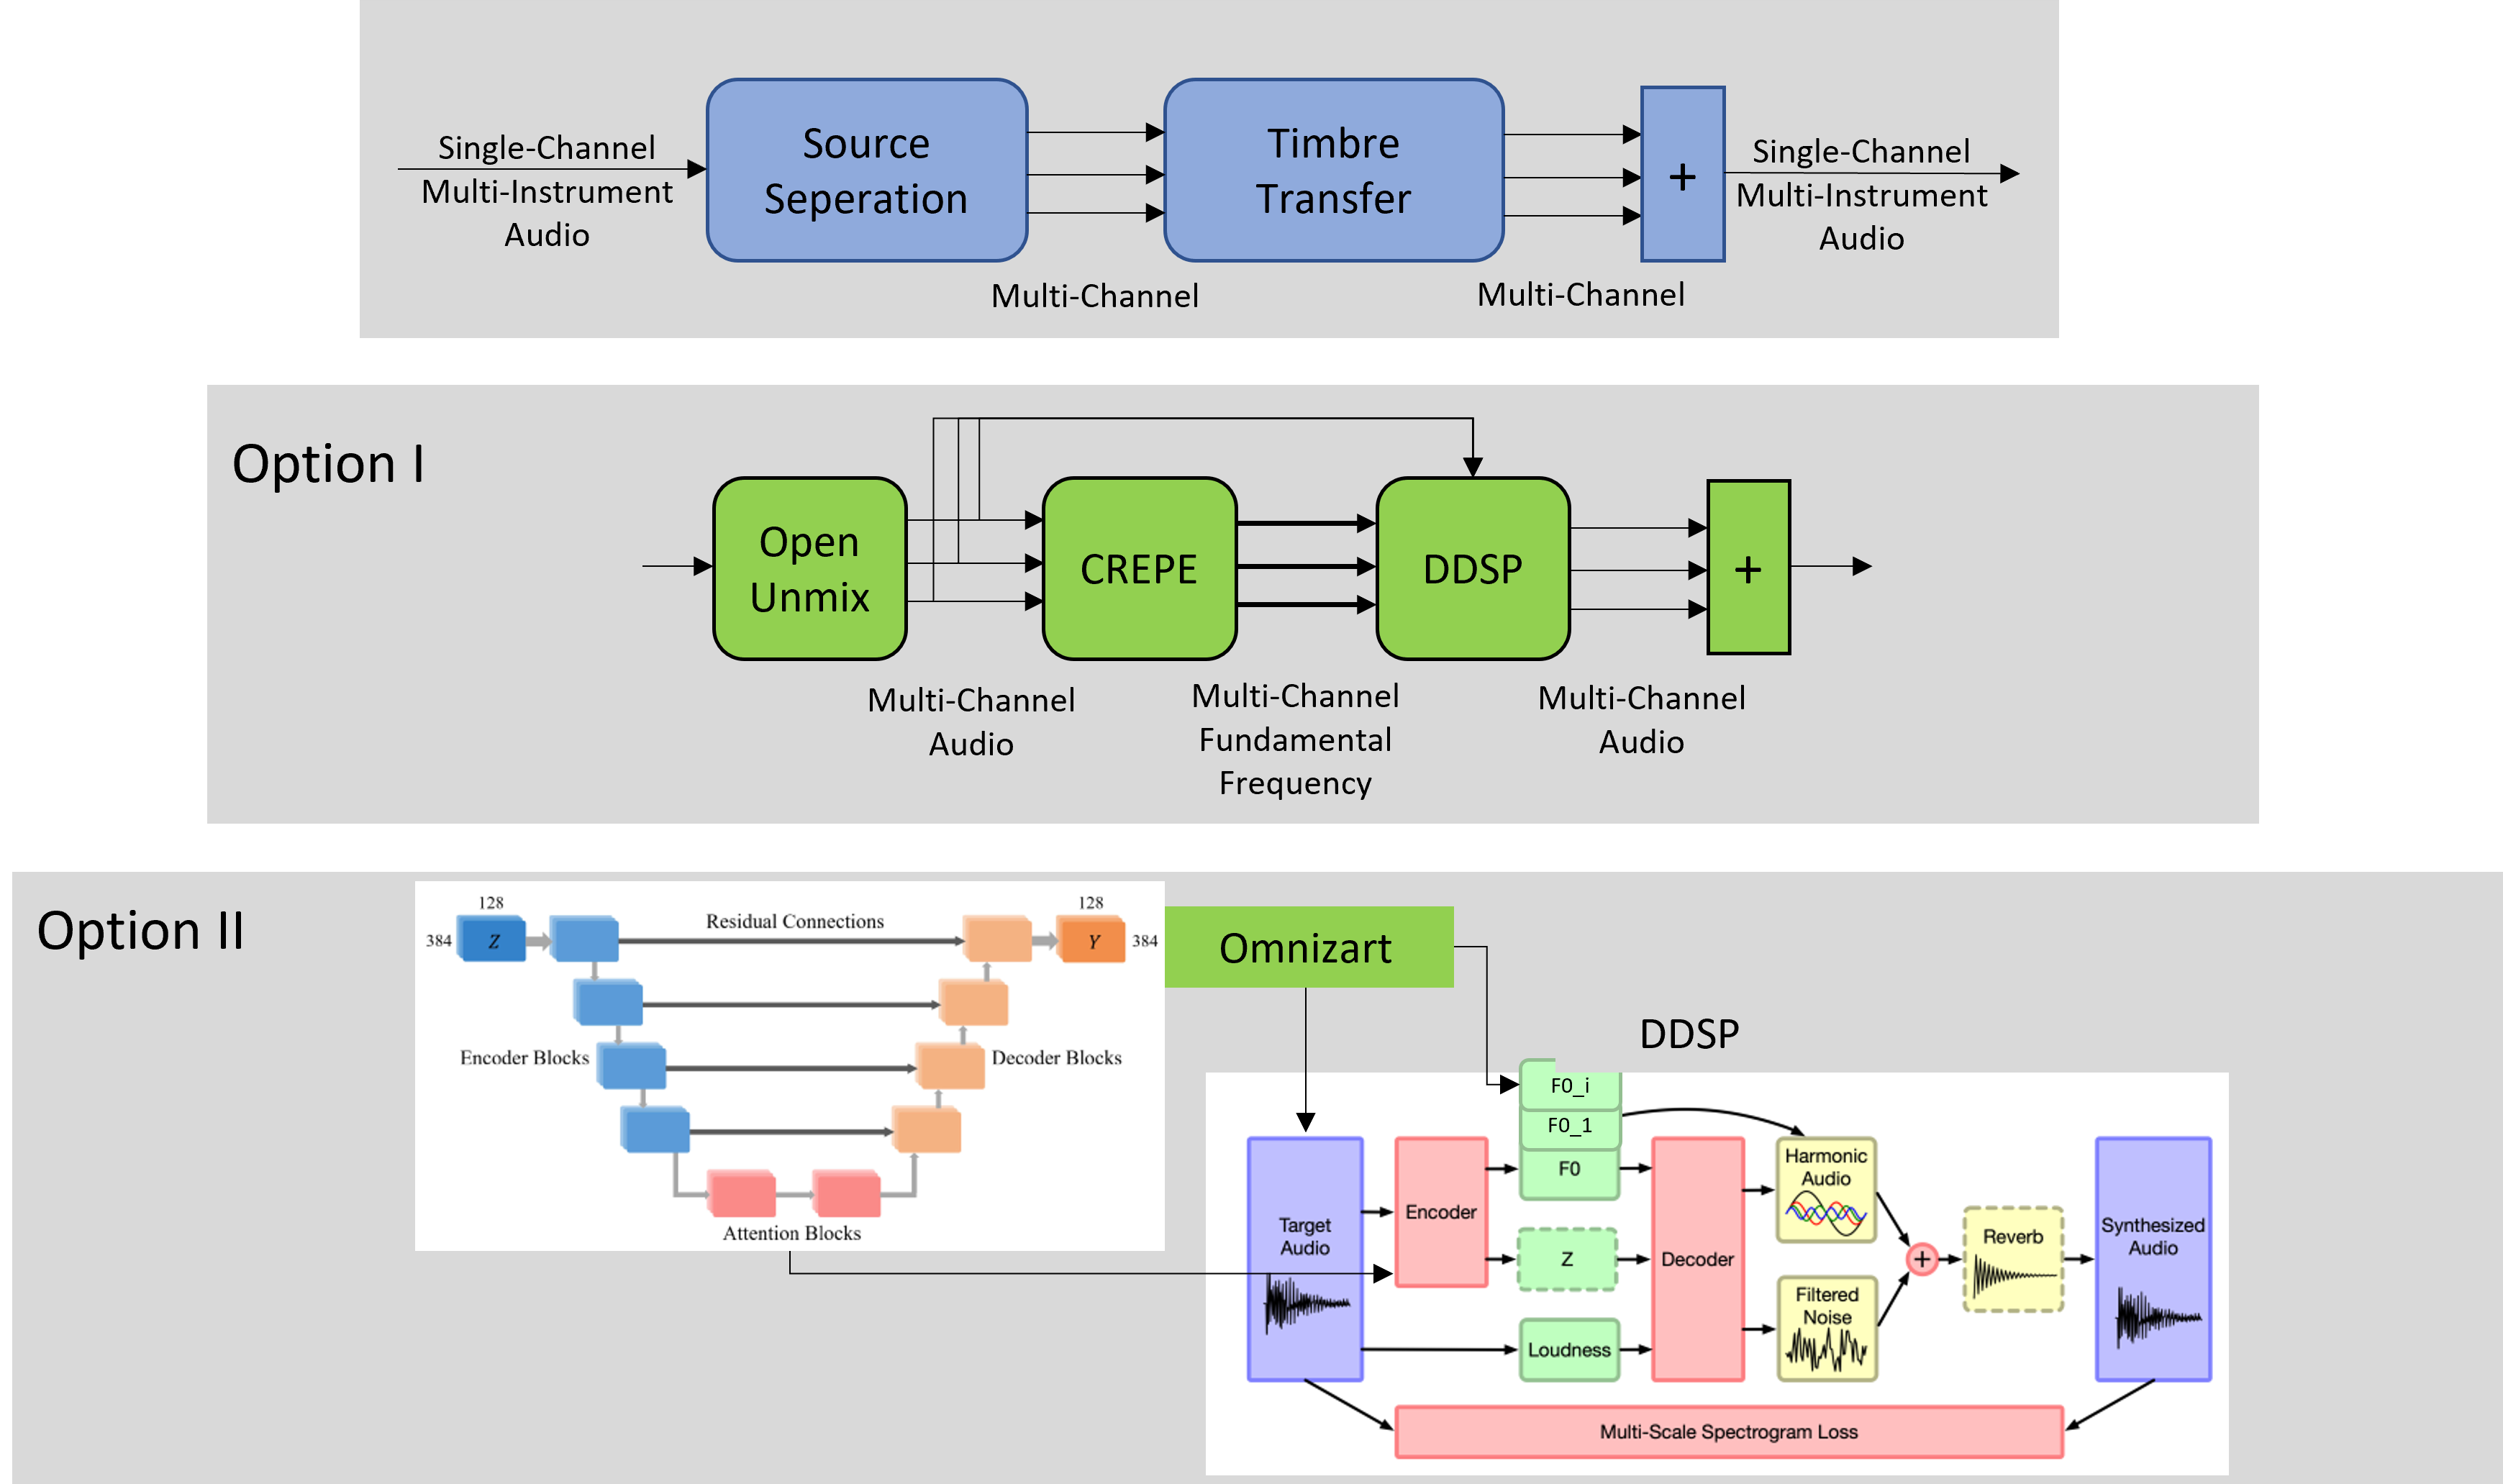 Single-Channel
Multi-Instrument
Audio
Source
Seperation
Multi-Channel
Timbre
Transfer
Multi-Channel
+
Single-Channel
Multi-Instrument
Audio
Option I
Open
Unmix
Multi-Channel
Audio
CREPE
Multi-Channel
Fundamental
Frequency
DDSP
Multi-Channel
Audio
+
Option II
128
384
Z
Residual Connections
128
Y
384
Encoder Blocks
Decoder Blocks
Attention Blocks
Omnizart
DDSP
F0_i
F0_1
F0
Target
Audio
Encoder
Z
Loudness
Decoder
Harmonic
Audio
Filtered
Noise
+
Reverb
Synthesized
Audio
Multi-Scale Spectrogram Loss